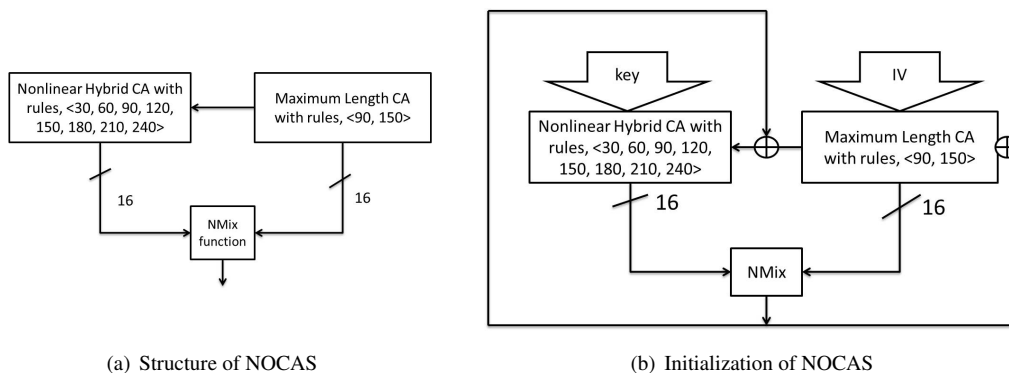 Nonlinear Hybrid CA with
rules, <30, 60, 90, 120,
150, 180, 210, 240>
Maximum Length CA
with rules, <90, 150>
16
16
NMix
function
(a) Structure of NOCAS
key
IV
Nonlinear Hybrid CA with
rules, <30, 60, 90, 120,
150, 180, 210, 240>
Maximum Length CA
with rules, <90, 150>
16
16
NMix
(b) Initialization of NOCAS